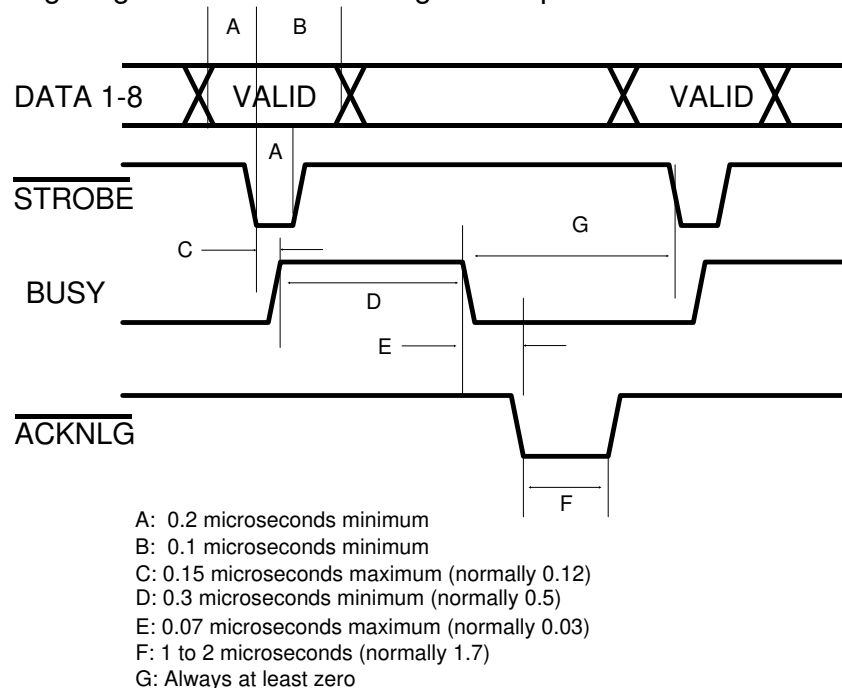 A B
DATA 1-8 VALID VALID
A
STROBE
G
C
BUSY
D
E
ACKNLG
F
A: 0.2 microseconds minimum
B: 0.1 microseconds minimum
C: 0.15 microseconds maximum (normally 0.12)
D: 0.3 microseconds minimum (normally 0.5)
E: 0.07 microseconds maximum (normally 0.03)
F: 1 to 2 microseconds (normally 1.7)
G: Always at least zero